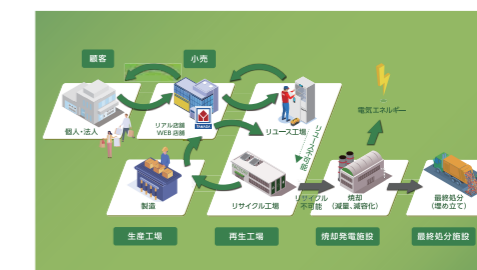 顧客
小売
電気エネルギー
個人・法人
リアル店舗
WEB店舗
YAMADA
リユース工場
リユース不可能
製造
リサイクル工場
リサイクル
不可能
焼却
（減量、減容化）
最終処分
（埋め立て）
生産工場
再生工場
焼却発電施設
最終処分施設